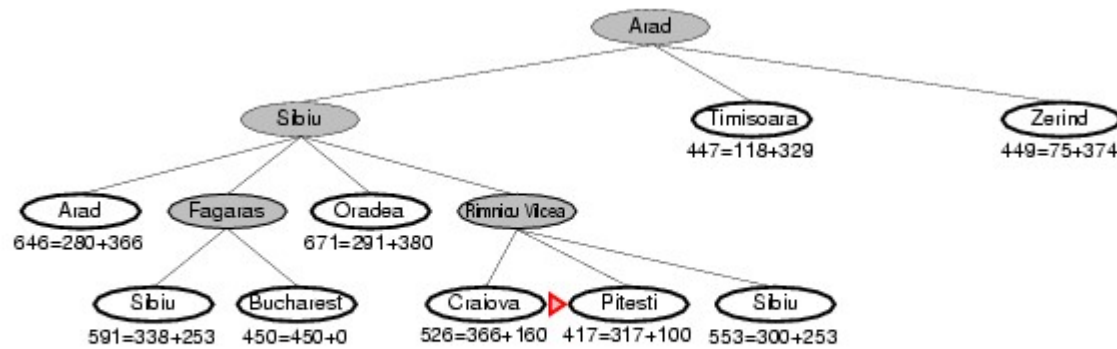 Arad
Sibiu
Timisoara
Zerind
447=118+329
449=75+374
Arad
Fagaras
Oradea
Rimnicu Vilcea
646=280+366
671=291+380
Sibiu
Bucharest
Craiova
Pitesti
Sibiu
591=338+253
450=450+0
526=366+160
417=317+100
553=300+253